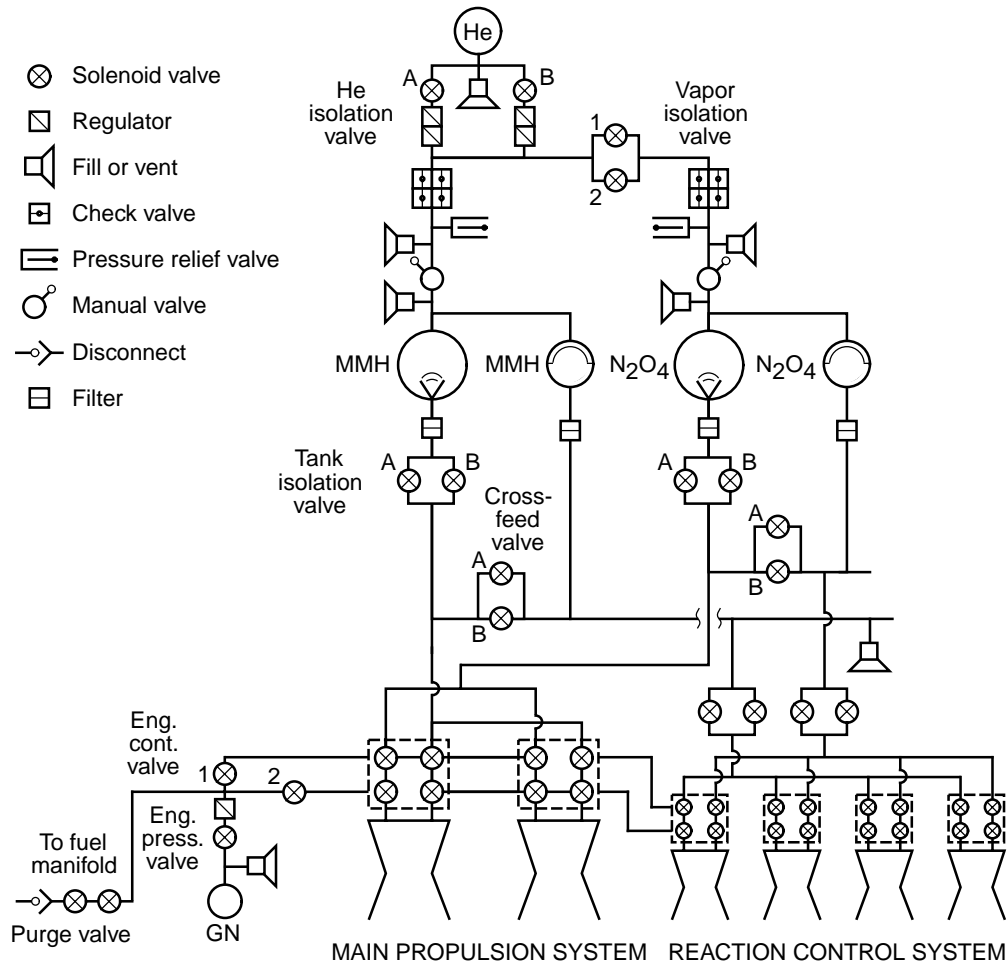 He
A
B
He
isolation
valve
Vapor
isolation
valve
1
2
Solenoid valve
Regulator
Fill or vent
Check valve
Pressure relief valve
Manual valve
Disconnect
Filter
MMH
MMH
N₂O₄
N₂O₄
Tank
isolation
valve
A
B
A
B
Cross-
feed
valve
A
B
A
B
Eng.
cont.
valve
1
2
Eng.
press.
valve
To fuel
manifold
Purge valve
GN
MAIN PROPULSION SYSTEM
REACTION CONTROL SYSTEM